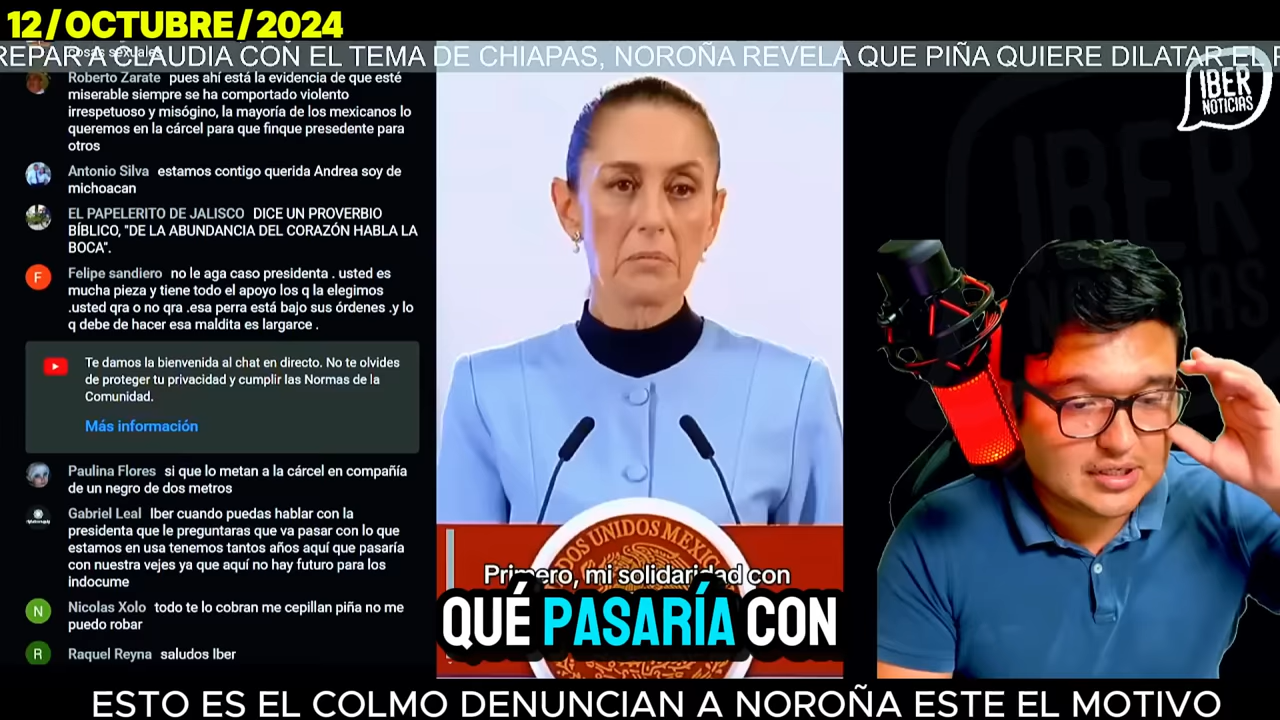 12/OCTUBRE/2024
REPAR A CLAUDIA CON EL TEMA DE CHIAPAS, NOROÑA REVELA QUE PIÑA QUIERE DILATAR EL
cosas sexuales
Roberto Zarate pues ahí está la evidencia de que esté
miserable siempre se ha comportado violento
irrespetuoso y misógino, la mayoría de los mexicanos lo
queremos en la cárcel para que finque presedente para
otros
Antonio Silva estamos contigo querida Andrea soy de
michoacan
EL PAPELERITO DE JALISCO DICE UN PROVERBIO
BÍBLICO, "DE LA ABUNDANCIA DEL CORAZÓN HABLA LA
BOCA".
F
Felipe sandiero no le aga caso presidenta . usted es
mucha pieza y tiene todo el apoyo los q la elegimos
.usted qra o no qra .esa perra está bajo sus órdenes .y lo
q debe de hacer esa maldita es largarce .
Te damos la bienvenida al chat en directo. No te olvides
de proteger tu privacidad y cumplir las Normas de la
Comunidad.
Más información
Paulina Flores si que lo metan a la cárcel en compañía
de un negro de dos metros
Gabriel Leal Iber cuando puedas hablar con la
presidenta que le preguntaras que va pasar con lo que
estamos en usa tenemos tantos años aquí que pasaría
con nuestra vejes ya que aquí no hay futuro para los
indocume
N
Nicolas Xolo todo te lo cobran me cepillan piña no me
puedo robar
R
Raquel Reyna saludos Iber
DOS UNIDOS MEXIC
Primero, mi solidaridad con
QUÉ PASARÍA CON
IBER
NOTICIAS
IBER
NOTICIAS
ESTO ES EL COLMO DENUNCIAN A NOROÑA ESTE EL MOTIVO